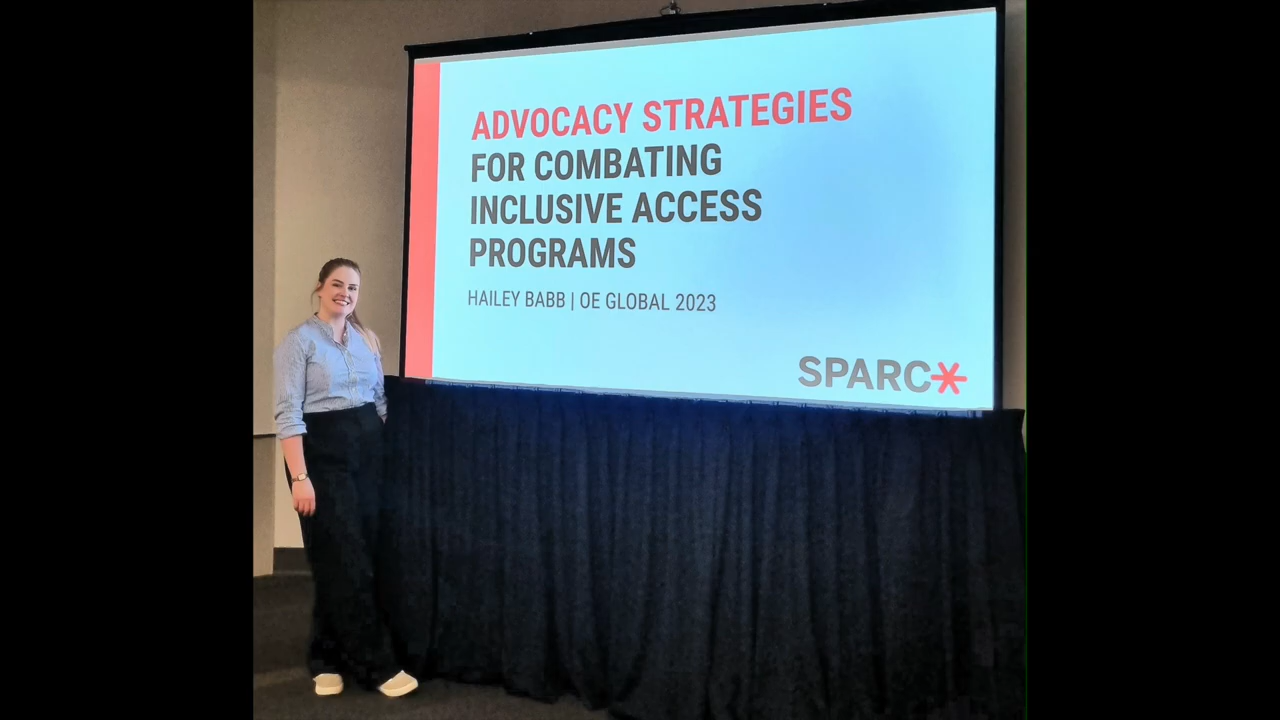 ADVOCACY STRATEGIES
FOR COMBATING
INCLUSIVE ACCESS
PROGRAMS
HAILEY BABB | OE GLOBAL 2023
SPARC*